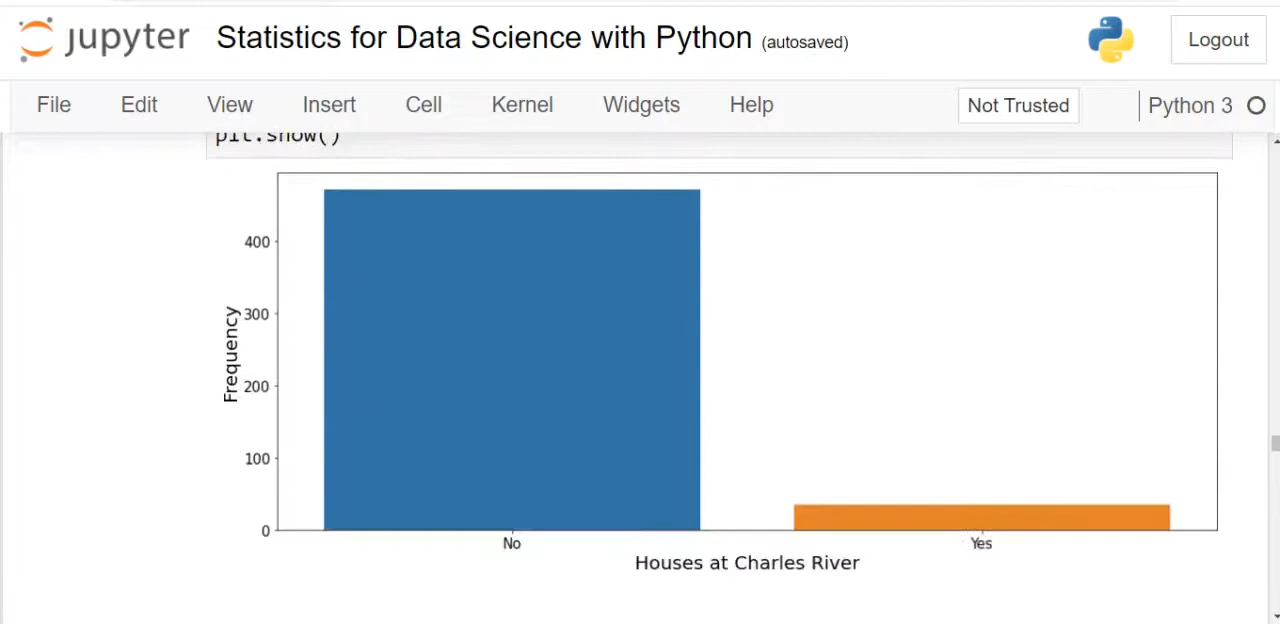 jupyter Statistics for Data Science with Python (autosaved) Logout
File Edit View Insert Cell Kernel Widgets Help Not Trusted Python 3
plt.show()
400
300
200
100
0
Frequency
No Yes
Houses at Charles River